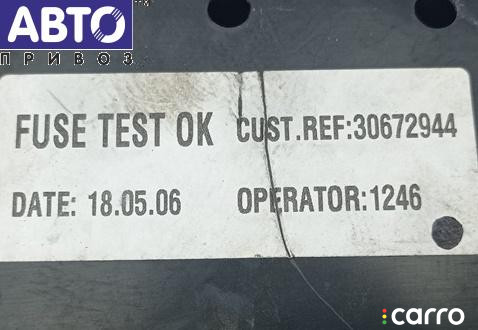 АВТО
ПРИВОЗ
FUSE TEST OK CUST.REF:30672944
DATE: 18.05.06 OPERATOR:1246
carro